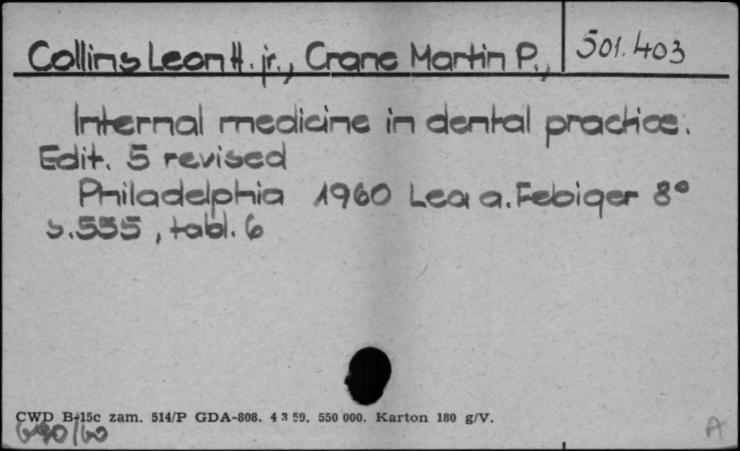 Collins Leon H. jr., Crane Martin P., 501.403
Internal medicine in dental practice.
Edit. 5 revised
Philadelphia 1960 Lea a. Febiger 8°
s. 555, tabl. 6
CWD B-15c zam. 514/P GDA-808. 4 3 59. 550 000. Karton 180 g/V.
690/60
A